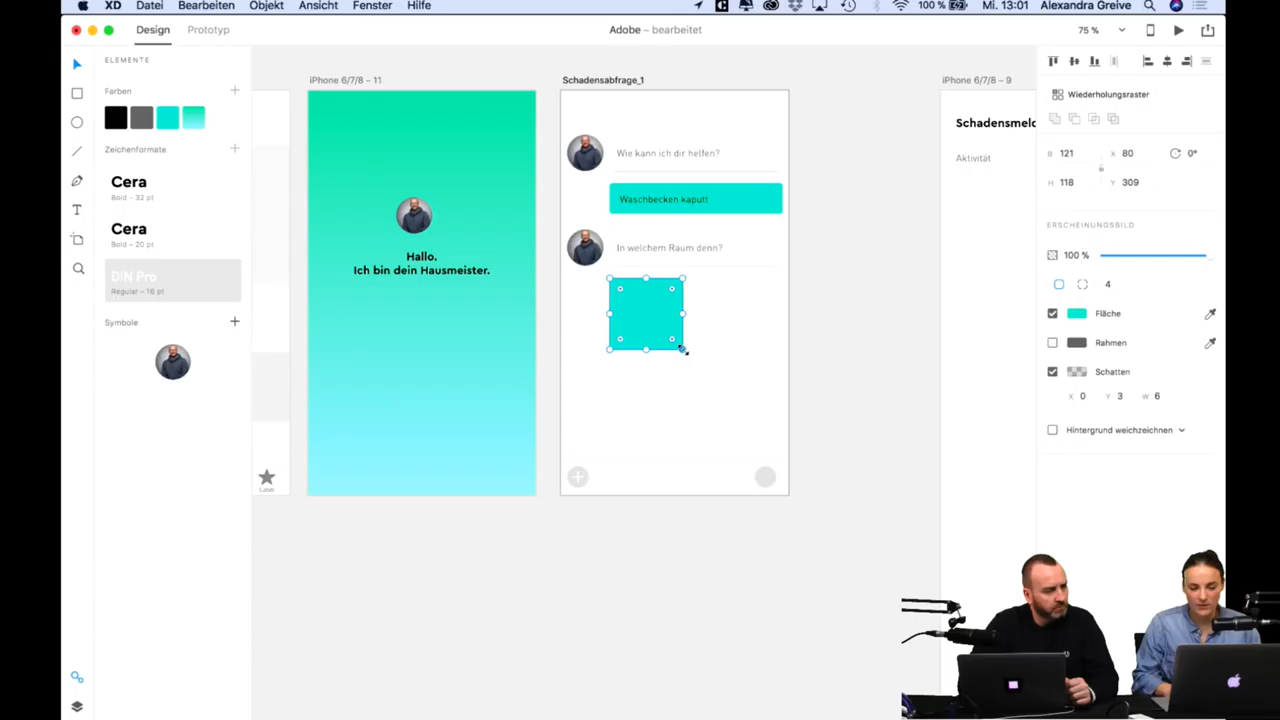 XD Datei Bearbeiten Objekt Ansicht Fenster Hilfe 100 % Mi. 13:01 Alexandra Greive
Design Prototyp Adobe – bearbeitet 75 %
ELEMENTE
Farben
Zeichenformate
Cera
Bold – 32 pt
Cera
Bold – 20 pt
DIN Pro
Regular – 16 pt
Symbole
iPhone 6/7/8 – 11
Hallo.
Ich bin dein Hausmeister.
Label
Schadensabfrage_1
Wie kann ich dir helfen?
Waschbecken kaputt
In welchem Raum denn?
iPhone 6/7/8 – 9
Schadensmeld
Aktivität
Wiederholungsraster
B 121 X 80 0°
H 118 Y 309
ERSCHEINUNGSBILD
100 %
4
Fläche
Rahmen
Schatten
X 0 Y 3 W 6
Hintergrund weichzeichnen